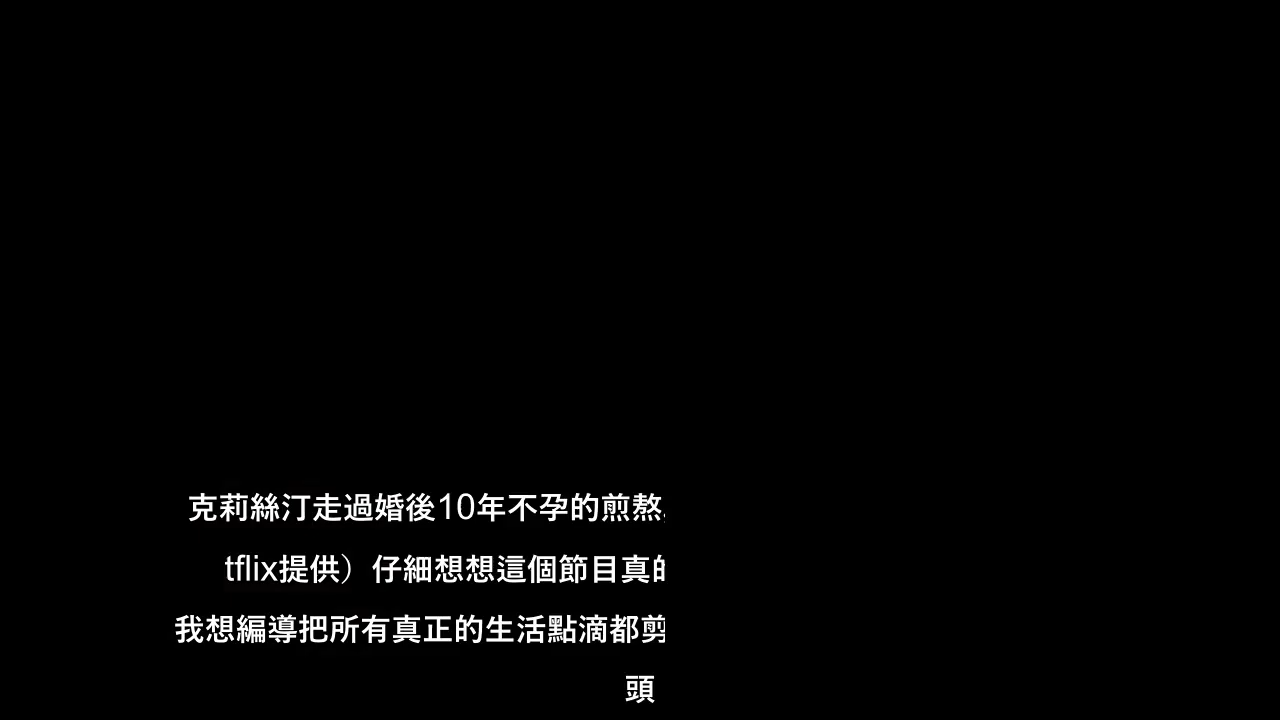 克莉絲汀走過婚後10年不孕的煎熬
tflix提供）仔細想想這個節目真的
我想編導把所有真正的生活點滴都剪
頭